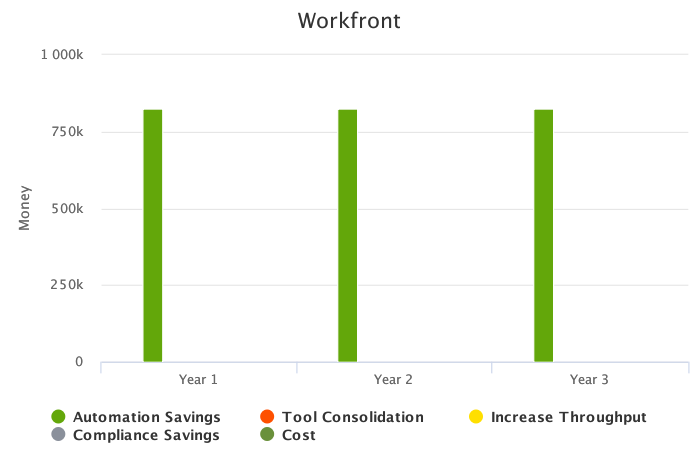 Workfront
1 000k
750k
500k
250k
0
Money
Year 1
Year 2
Year 3
Automation Savings
Tool Consolidation
Increase Throughput
Compliance Savings
Cost